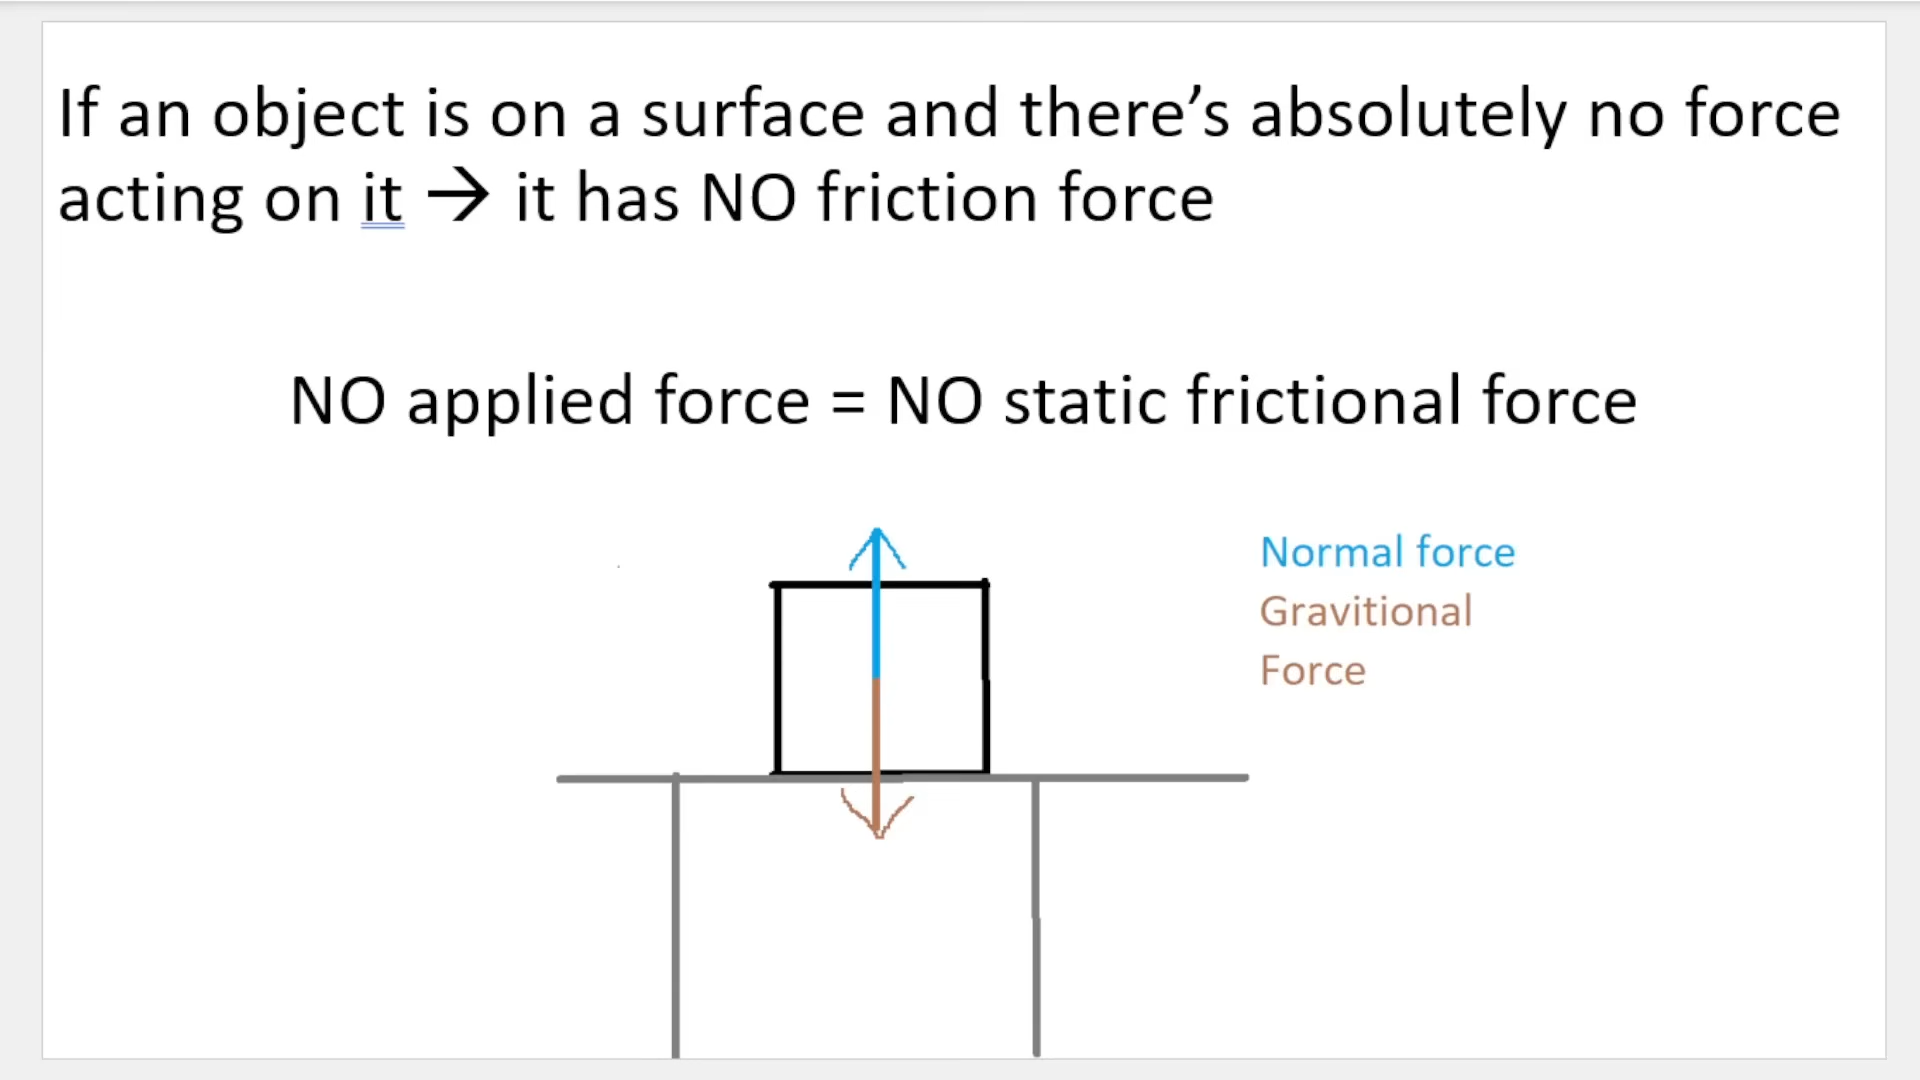 If an object is on a surface and there’s absolutely no force
acting on it → it has NO friction force
NO applied force = NO static frictional force
Normal force
Gravitional
Force